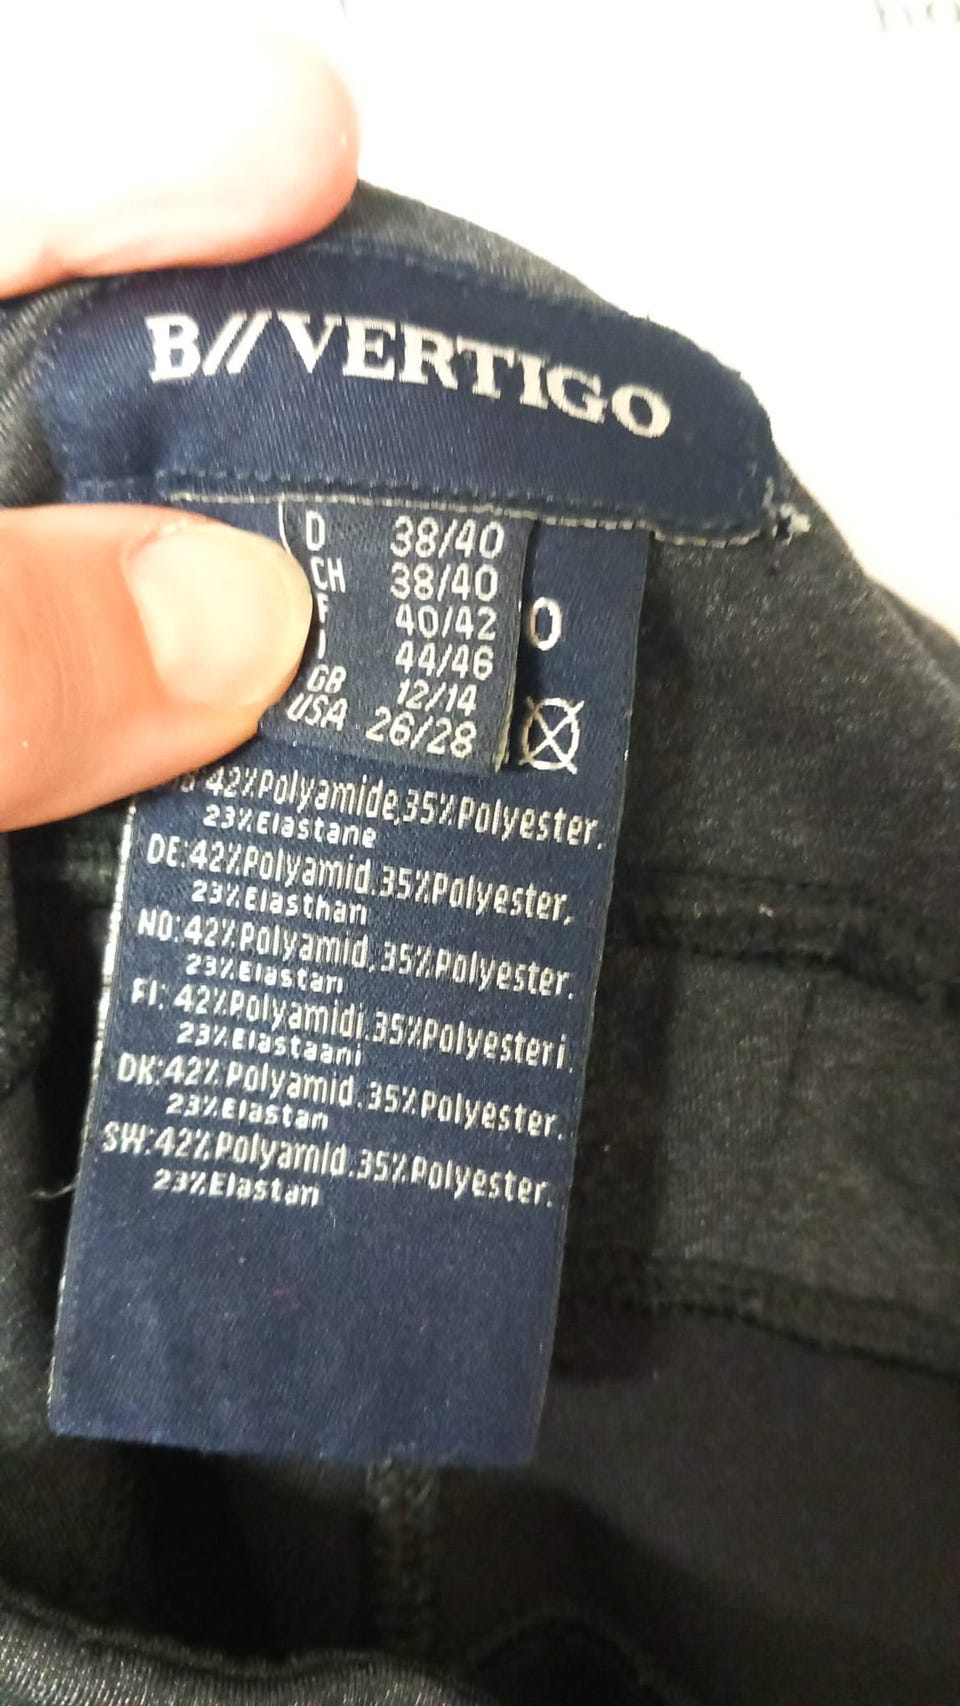 B//VERTIGO
D 38/40
CH 38/40
F 40/42
I 44/46
GB 12/14
USA 26/28
O
42%Polyamide,35%Polyester.
23%Elastane
DE:42%Polyamid.35%Polyester,
23%Elasthan
NO:42%Polyamid.35%Polyester.
23%Elastan
FI: 42%Polyamidi.35%Polyesteri.
23%Elastaani
DK:42% Polyamid.35%Polyester.
23%Elastan
SW:42%Polyamid.35%Polyester.
23%Elastan